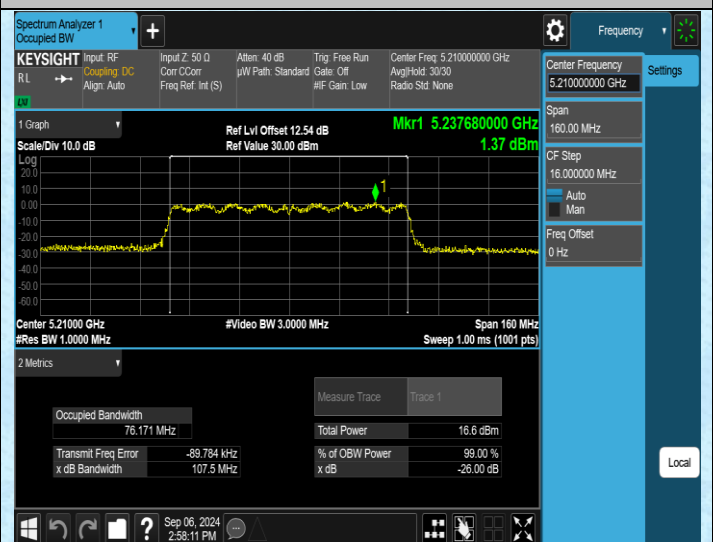 Spectrum Analyzer 1
Occupied BW
Frequency
KEYSIGHT
RL
LXI
Input: RF
Coupling: DC
Align: Auto
Input Z: 50 Ω
Corr CCorr
Freq Ref: Int (S)
Atten: 40 dB
µW Path: Standard
Trig: Free Run
Gate: Off
#IF Gain: Low
Center Freq: 5.210000000 GHz
Avg|Hold: 30/30
Radio Std: None
Center Frequency
5.210000000 GHz
Settings
Span
160.00 MHz
CF Step
16.000000 MHz
Auto
Man
Freq Offset
0 Hz
Local
1 Graph
Scale/Div 10.0 dB
Ref Lvl Offset 12.54 dB
Ref Value 30.00 dBm
Mkr1 5.237680000 GHz
1.37 dBm
Log
20.0
10.0
0.00
-10.0
-20.0
-30.0
-40.0
-50.0
-60.0
1
Center 5.21000 GHz
#Res BW 1.0000 MHz
#Video BW 3.0000 MHz
Span 160 MHz
Sweep 1.00 ms (1001 pts)
2 Metrics
Measure Trace Trace 1
Occupied Bandwidth
76.171 MHz
Total Power 16.6 dBm
Transmit Freq Error -89.784 kHz
% of OBW Power 99.00 %
x dB Bandwidth 107.5 MHz
x dB -26.00 dB
?
Sep 06, 2024
2:58:11 PM